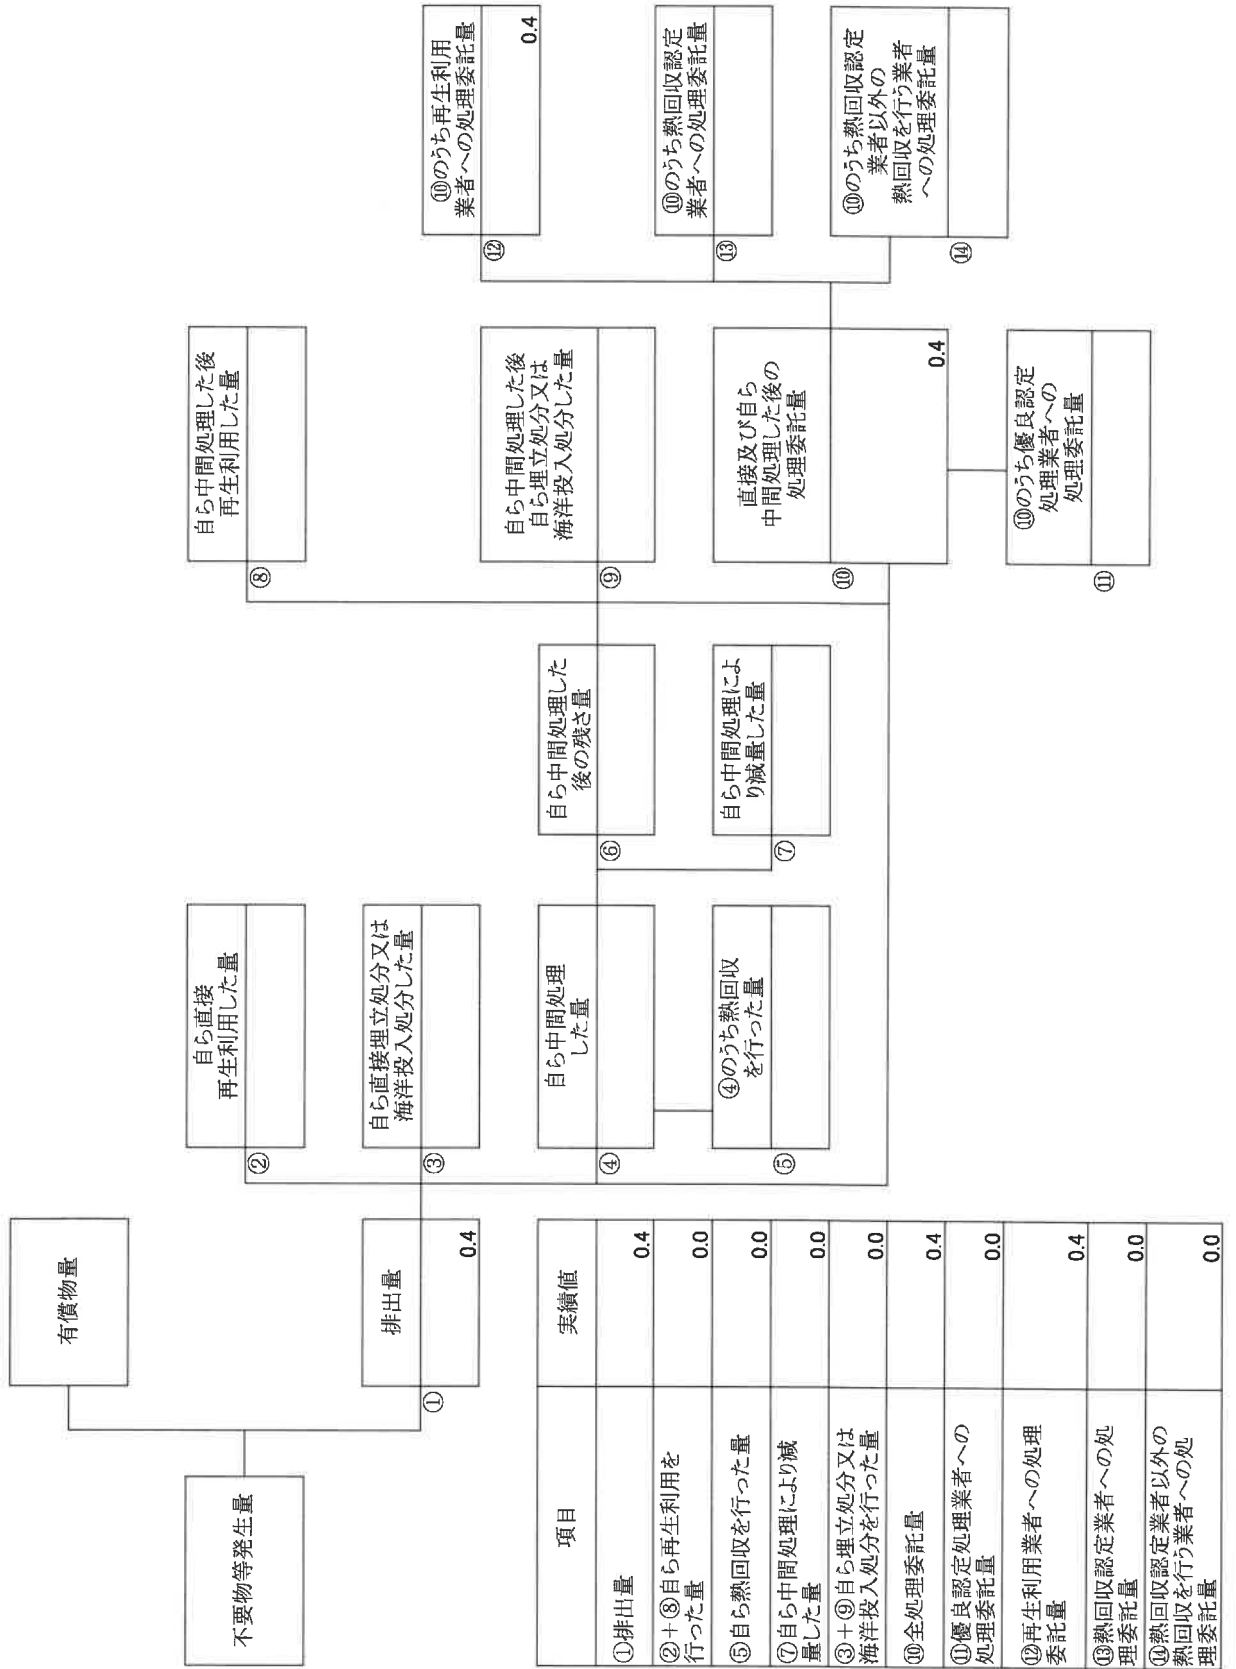 不要物等発生量
有償物量
①
排出量
0.4
②
自ら直接
再生利用した量
③
自ら直接埋立処分又は
海洋投入処分した量
④
自ら中間処理
した量
⑤
④のうち熱回収
を行った量
⑥
自ら中間処理した
後の残さ量
⑦
自ら中間処理によ
り減量した量
⑧
自ら中間処理した後
再生利用した量
⑨
自ら中間処理した後
自ら埋立処分又は
海洋投入処分した量
⑩
直接及び自ら
中間処理した後の
処理委託量
0.4
⑪
⑩のうち優良認定
処理業者への
処理委託量
⑫
⑩のうち再生利用
業者への処理委託量
0.4
⑬
⑩のうち熱回収認定
業者への処理委託量
⑭
⑩のうち熱回収認定
業者以外の
熱回収を行う業者
への処理委託量
項目
実績値
①排出量
0.4
②+⑧自ら再生利用を
行った量
0.0
⑤自ら熱回収を行った量
0.0
⑦自ら中間処理により減
量した量
0.0
③+⑨自ら埋立処分又は
海洋投入処分を行った量
0.0
⑩全処理委託量
0.4
⑪優良認定処理業者への
処理委託量
0.0
⑫再生利用業者への処理
委託量
0.4
⑬熱回収認定業者への処
理委託量
0.0
⑭熱回収認定業者以外の
熱回収を行う業者への処
理委託量
0.0